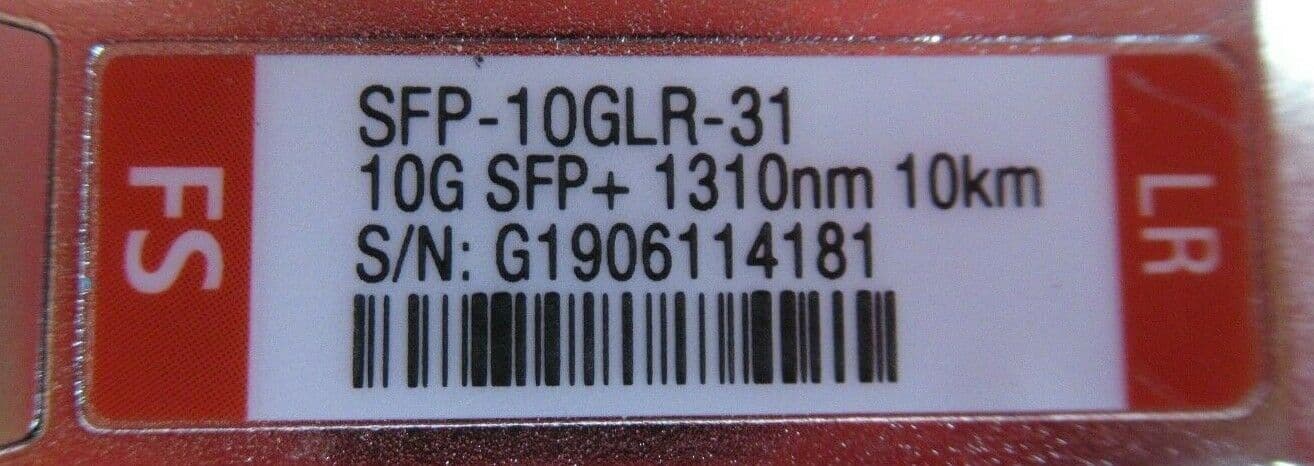 FS
SFP-10GLR-31
10G SFP+ 1310nm 10km
S/N: G1906114181
LR